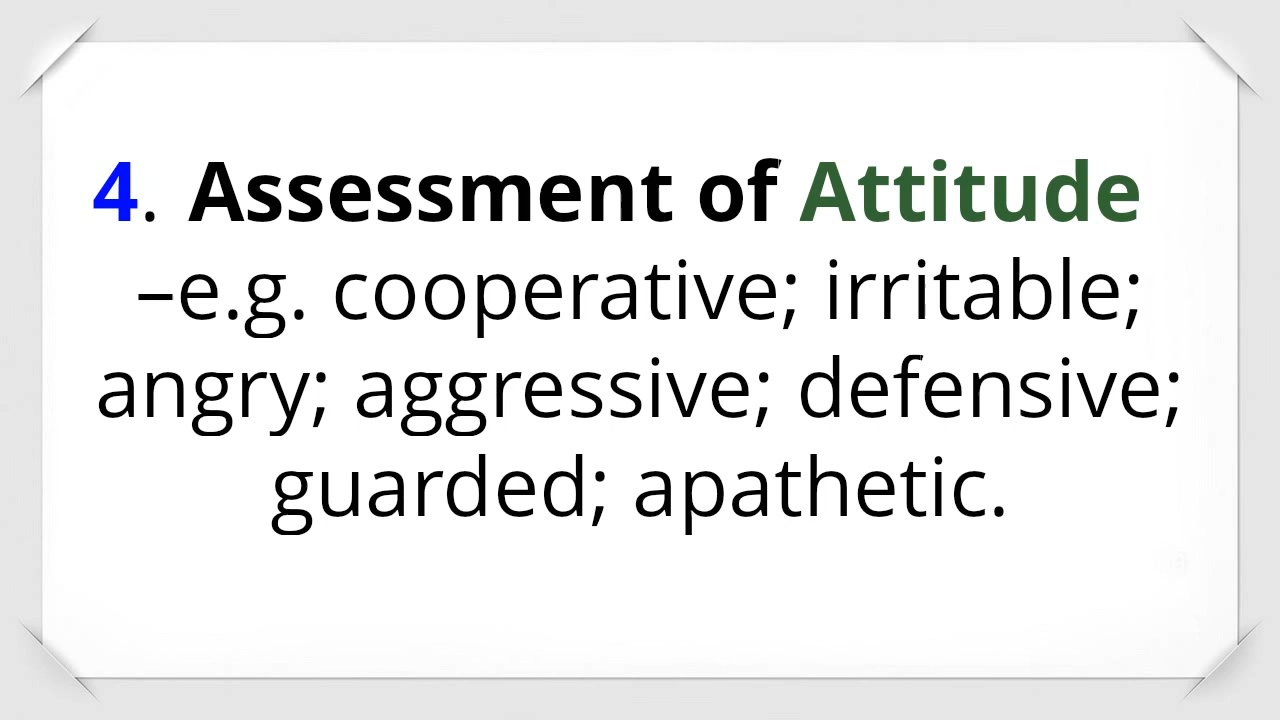 4. Assessment of Attitude
–e.g. cooperative; irritable;
angry; aggressive; defensive;
guarded; apathetic.